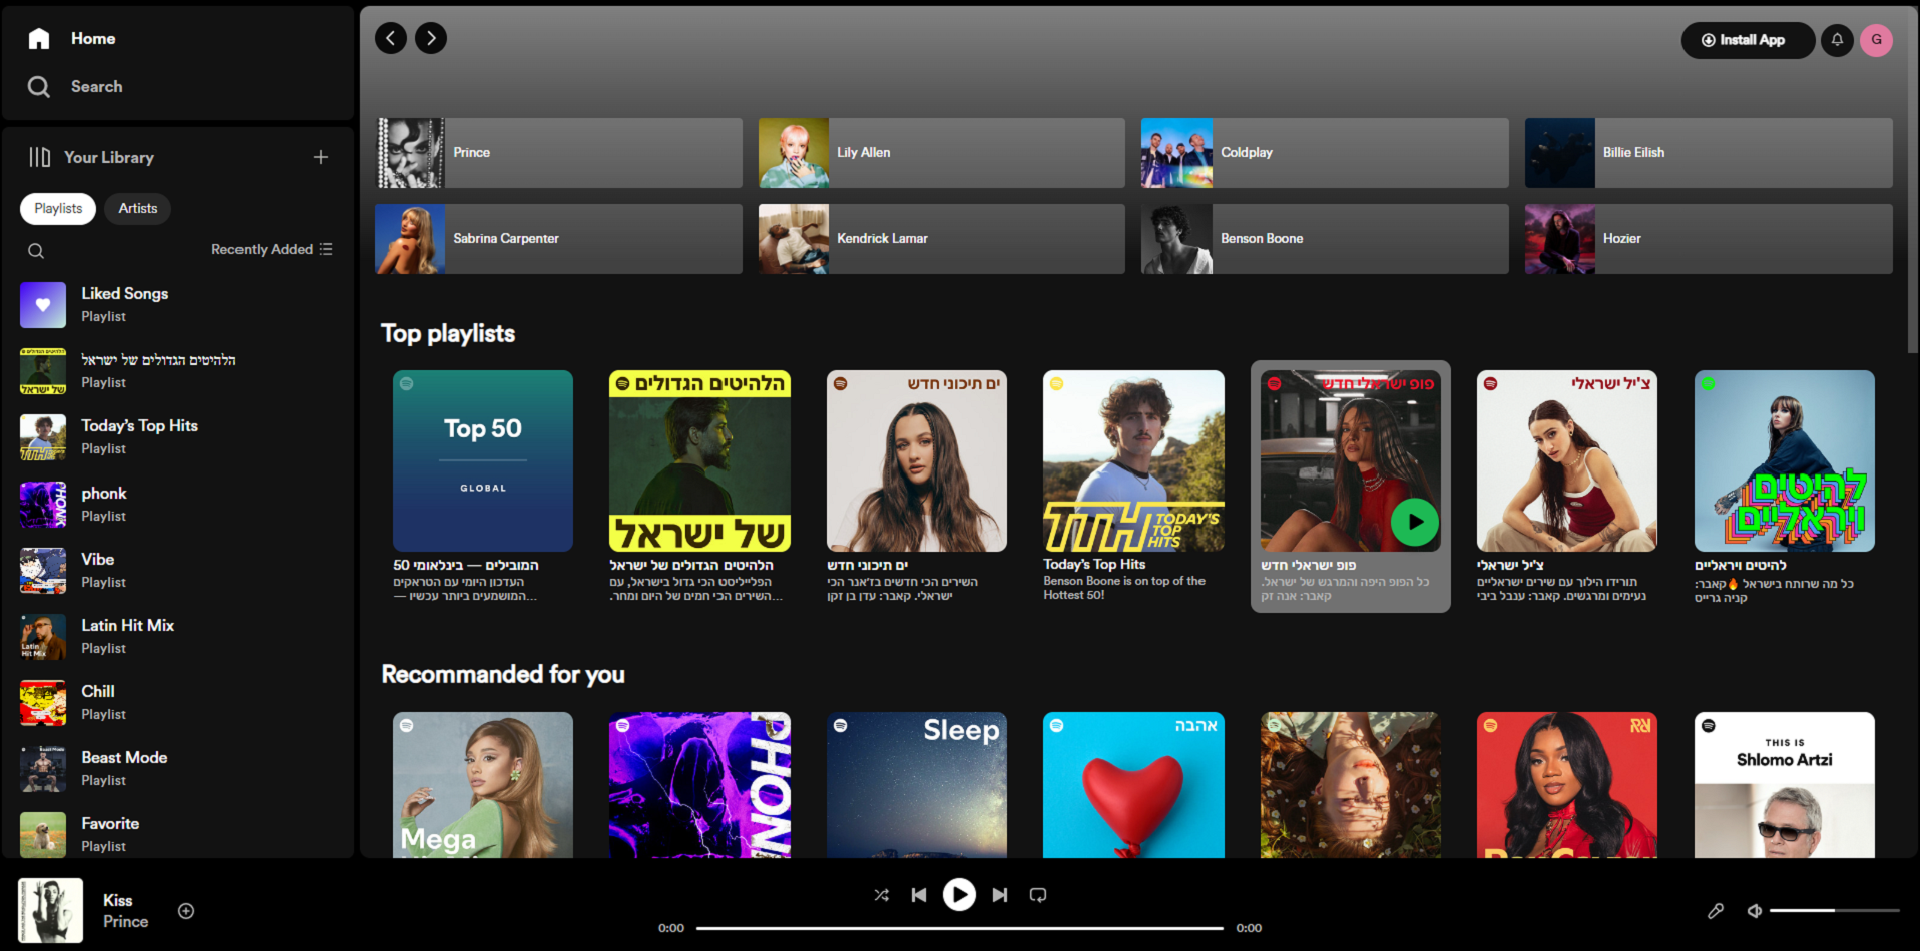 Home
Search
Install App
G
Your Library
Playlists
Artists
Recently Added
Liked Songs
Playlist
הלהיטים הגדולים של ישראל
Playlist
Today's Top Hits
Playlist
phonk
Playlist
Vibe
Playlist
Latin Hit Mix
Playlist
Chill
Playlist
Beast Mode
Playlist
Favorite
Playlist
Prince
Lily Allen
Coldplay
Billie Eilish
Sabrina Carpenter
Kendrick Lamar
Benson Boone
Hozier
Top playlists
Top 50
GLOBAL
המובילים — בינלאומי 50
העדכון היומי עם הטראקים
המושמעים ביותר עכשיו —...
הלהיטים הגדולים
של ישראל
הלהיטים הגדולים של ישראל
הפלייליסט הכי גדול בישראל, עם
השירים הכי חמים של היום ומחר....
ים תיכוני חדש
ים תיכוני חדש
השירים הכי חדשים בז'אנר הכי
ישראלי. קאבר: עדן בן זקן
TTH
TODAY'S
TOP
HITS
Today's Top Hits
Benson Boone is on top of the
Hottest 50!
פופ ישראלי חדש
פופ ישראלי חדש
כל הפופ היפה והמרגש של ישראל.
קאבר: אנה זק
צ'יל ישראלי
צ'יל ישראלי
תורידו הילוך עם שירים ישראליים
נעימים ומרגשים. קאבר: ענבל ביבי
להיטים
ויראליים
להיטים ויראליים
כל מה שרותח בישראל 🔥 קאבר:
קניה גרייס
Recommanded for you
Mega
PHONK
Sleep
אהבה
THIS IS
Shlomo Artzi
Kiss
Prince
0:00
0:00